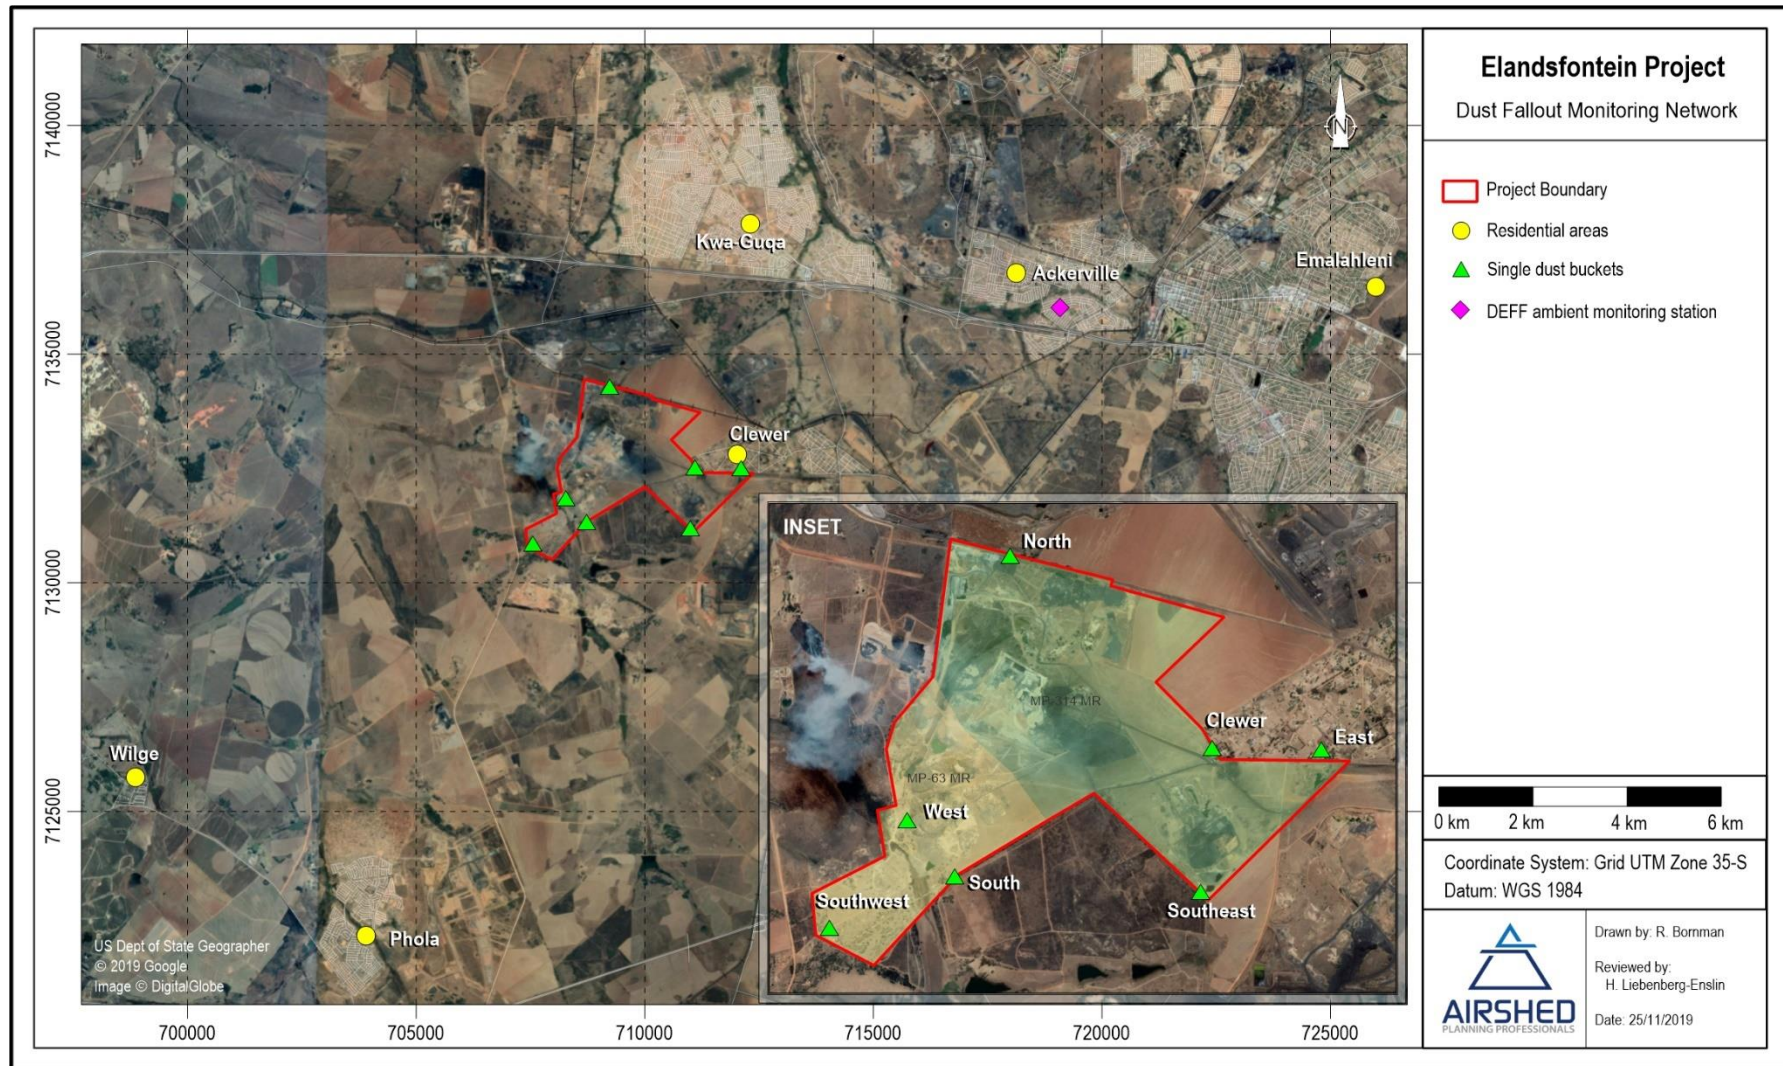 Elandsfontein Project
Dust Fallout Monitoring Network
N
Project Boundary
Residential areas
Single dust buckets
DEFF ambient monitoring station
0 km 2 km 4 km 6 km
Coordinate System: Grid UTM Zone 35-S
Datum: WGS 1984
AIRSHED
PLANNING PROFESSIONALS
Drawn by: R. Bornman
Reviewed by:
H. Liebenberg-Enslin
Date: 25/11/2019
7140000
7135000
7130000
7125000
700000 705000 710000 715000 720000 725000
Kwa-Guqa
Ackerville
Emalahleni
Clewer
Wilge
Phola
US Dept of State Geographer
© 2019 Google
Image © DigitalGlobe
INSET
North
MP-314 MR
Clewer
East
MP-63 MR
West
South
Southwest
Southeast